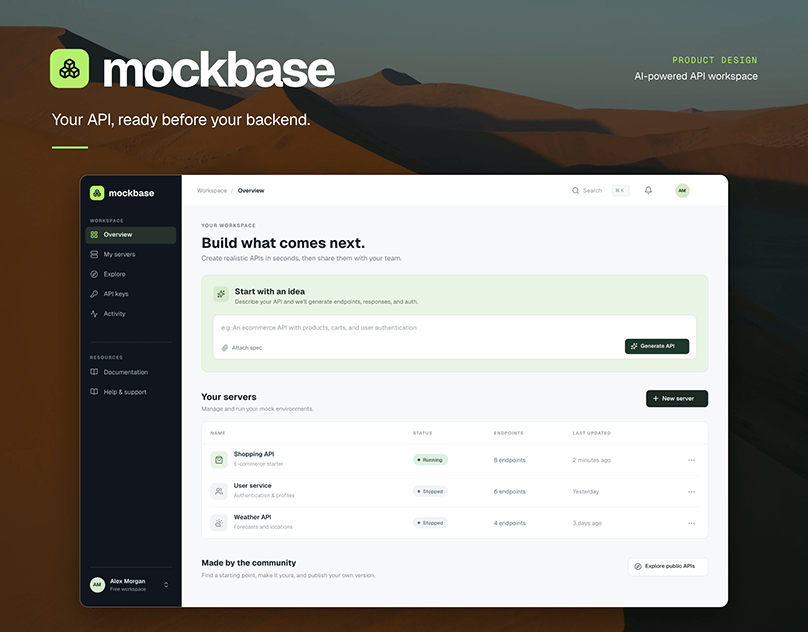 mockbase
PRODUCT DESIGN
AI-powered API workspace
Your API, ready before your backend.
mockbase
Workspace / Overview
Search
⌘ K
AM
WORKSPACE
Overview
My servers
Explore
API keys
Activity
RESOURCES
Documentation
Help & support
AM
Alex Morgan
Free workspace
YOUR WORKSPACE
Build what comes next.
Create realistic APIs in seconds, then share them with your team.
Start with an idea
Describe your API and we'll generate endpoints, responses, and auth.
e.g. An ecommerce API with products, carts, and user authentication
Attach spec
Generate API
Your servers
Manage and run your mock environments.
+ New server
NAME STATUS ENDPOINTS LAST UPDATED
Shopping API
E-commerce starter
Running
8 endpoints
2 minutes ago
User service
Authentication & profiles
Stopped
6 endpoints
Yesterday
Weather API
Forecasts and locations
Stopped
4 endpoints
3 days ago
Made by the community
Find a starting point, make it yours, and publish your own version.
Explore public APIs